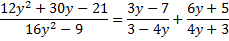 (12y² + 30y − 21)/(16y² − 9) = (3y − 7)/(3 − 4y) + (6y + 5)/(4y + 3)